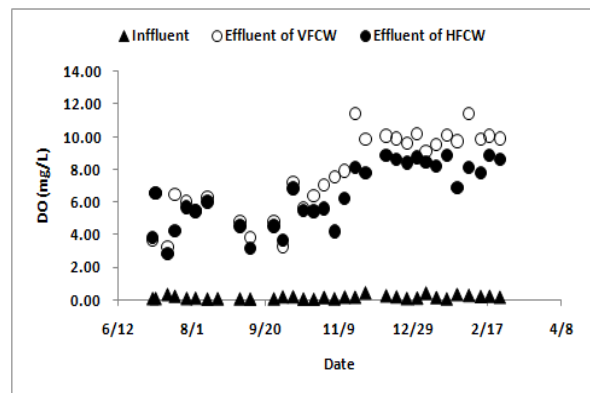 Inffluent Effluent of VFCW Effluent of HFCW
14.00
12.00
10.00
8.00
6.00
4.00
2.00
0.00
DO (mg/L)
6/12 8/1 9/20 11/9 12/29 2/17 4/8
Date